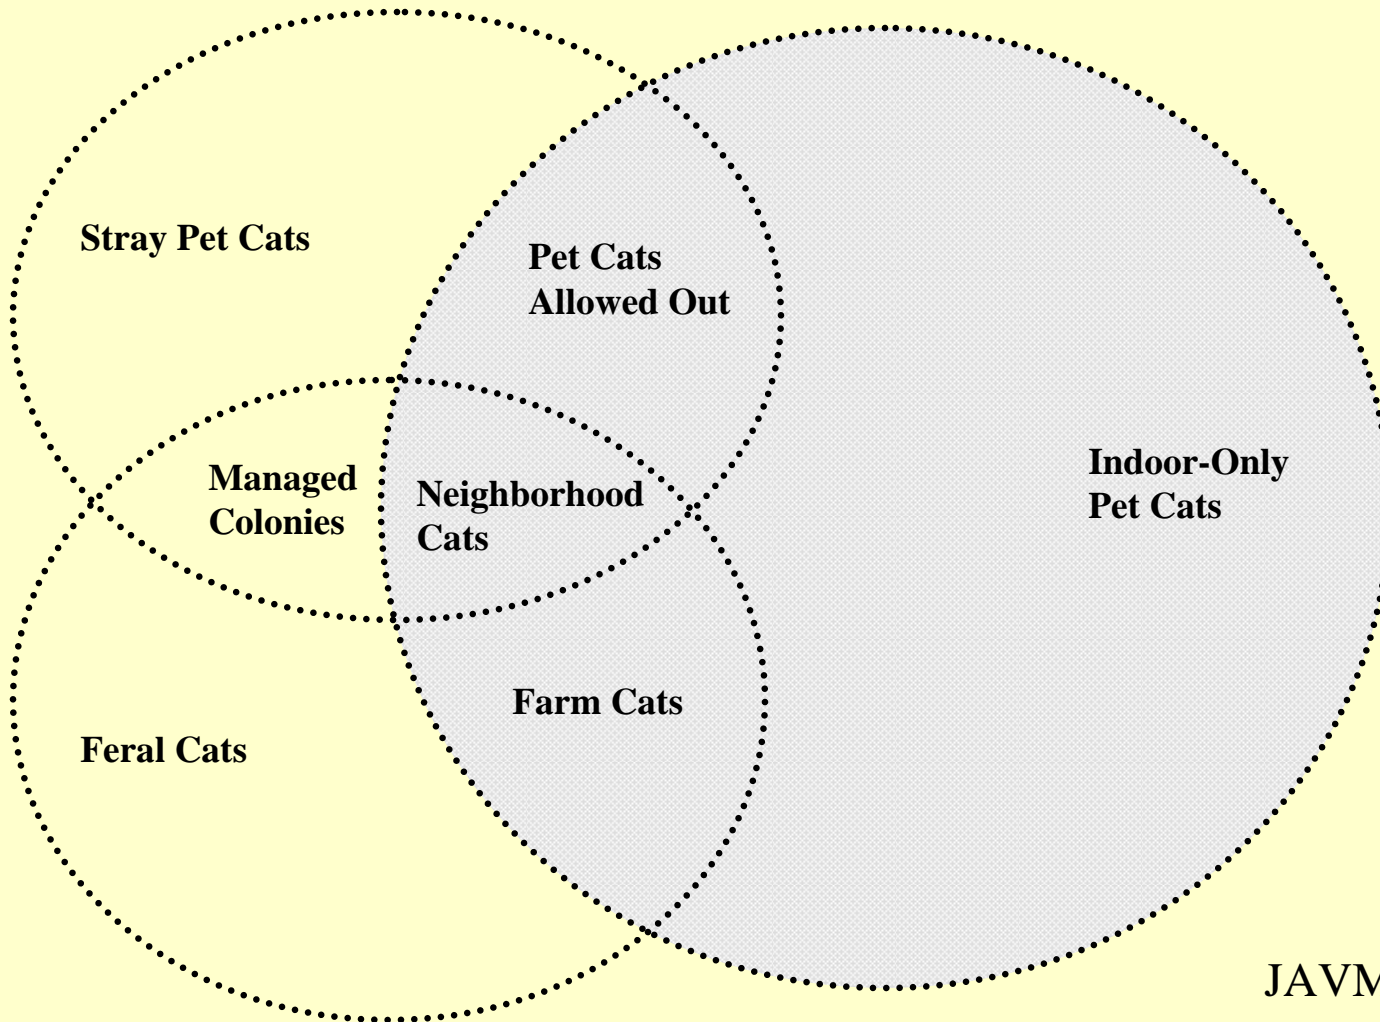 Stray Pet Cats
Pet Cats
Allowed Out
Managed
Colonies
Neighborhood
Cats
Indoor-Only
Pet Cats
Farm Cats
Feral Cats
JAVM